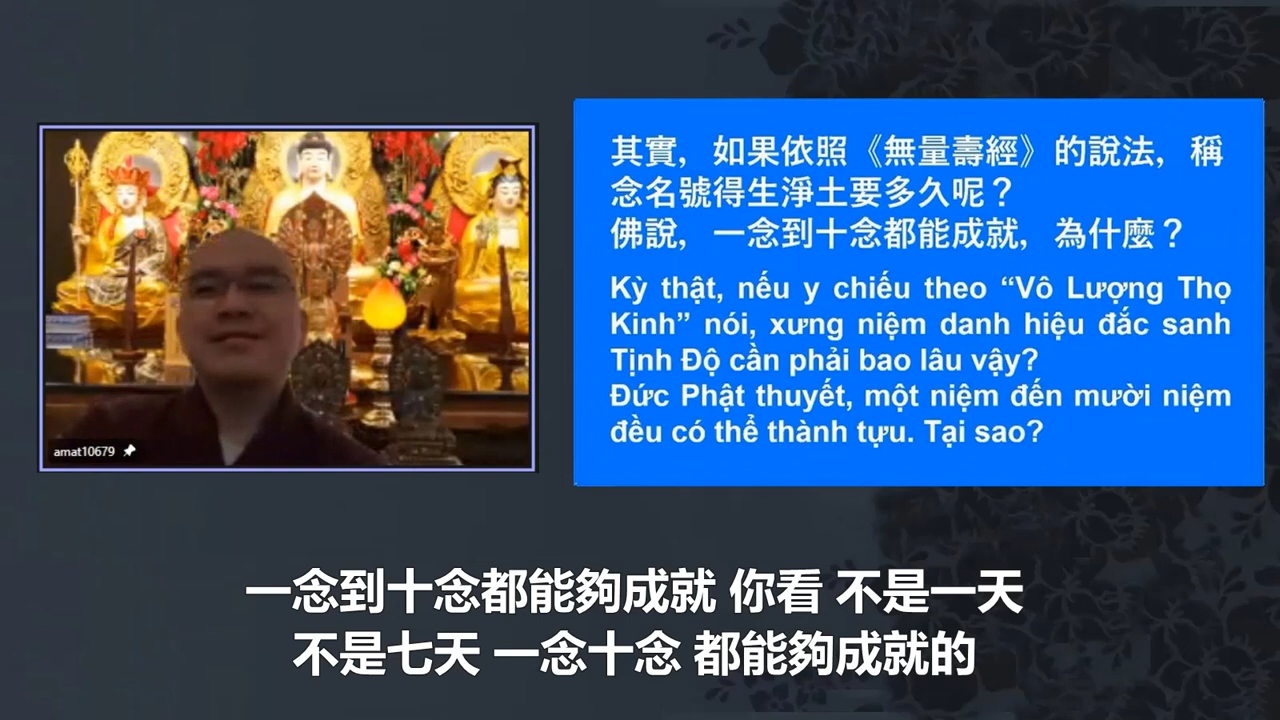 其實，如果依照《無量壽經》的說法，稱
念名號得生淨土要多久呢？
佛說，一念到十念都能成就，為什麼？
Kỳ thật, nếu y chiếu theo “Vô Lượng Thọ
Kinh” nói, xưng niệm danh hiệu đắc sanh
Tịnh Độ cần phải bao lâu vậy?
Đức Phật thuyết, một niệm đến mười niệm
đều có thể thành tựu. Tại sao?
amat10679
一念到十念都能夠成就 你看 不是一天
不是七天 一念十念 都能夠成就的